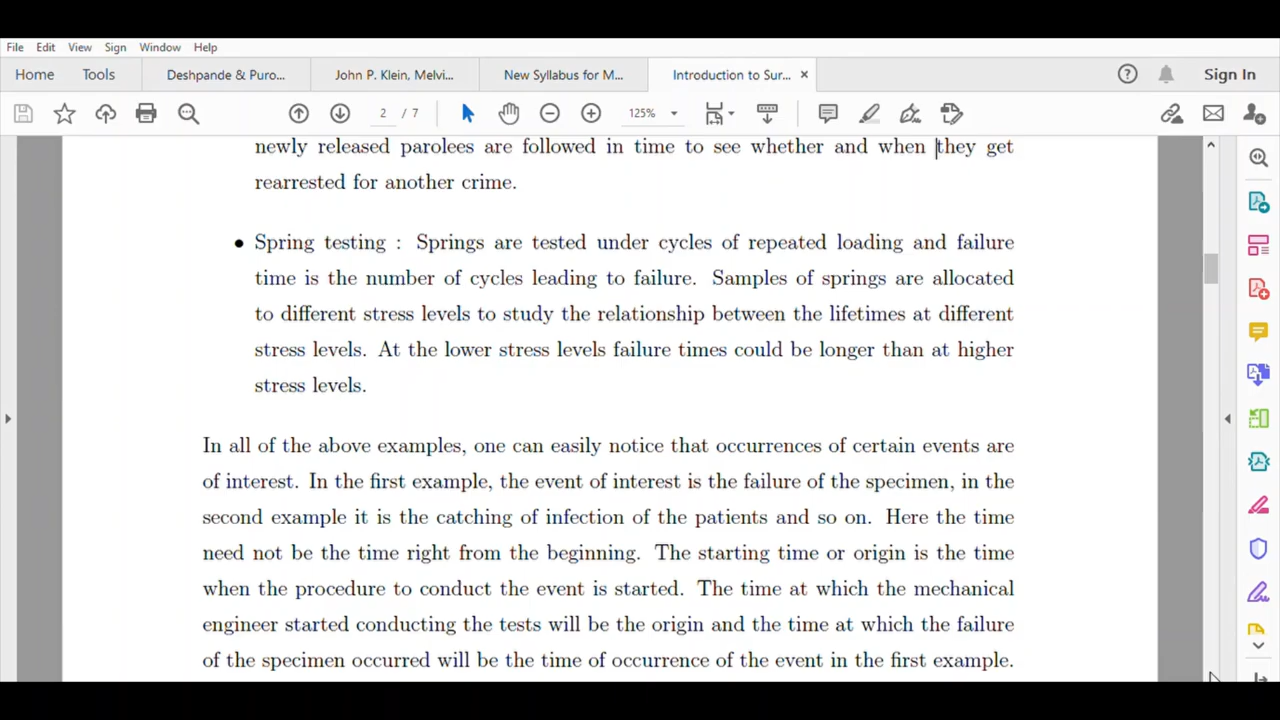 File Edit View Sign Window Help
Home Tools Deshpande & Puro... John P. Klein, Melvi... New Syllabus for M... Introduction to Sur... × Sign In
2 / 7 125%
newly released parolees are followed in time to see whether and when they get
rearrested for another crime.
• Spring testing : Springs are tested under cycles of repeated loading and failure
time is the number of cycles leading to failure. Samples of springs are allocated
to different stress levels to study the relationship between the lifetimes at different
stress levels. At the lower stress levels failure times could be longer than at higher
stress levels.
In all of the above examples, one can easily notice that occurrences of certain events are
of interest. In the first example, the event of interest is the failure of the specimen, in the
second example it is the catching of infection of the patients and so on. Here the time
need not be the time right from the beginning. The starting time or origin is the time
when the procedure to conduct the event is started. The time at which the mechanical
engineer started conducting the tests will be the origin and the time at which the failure
of the specimen occurred will be the time of occurrence of the event in the first example.